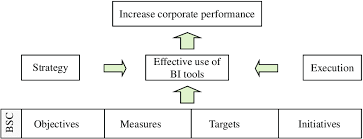 Increase corporate performance
Strategy
Effective use of
BI tools
Execution
BSC
Objectives
Measures
Targets
Initiatives